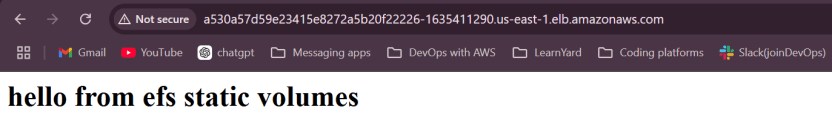 Not secure a530a57d59e23415e8272a5b20f22226-1635411290.us-east-1.elb.amazonaws.com
Gmail YouTube chatgpt Messaging apps DevOps with AWS LearnYard Coding platforms Slack(joinDevOps)
hello from efs static volumes